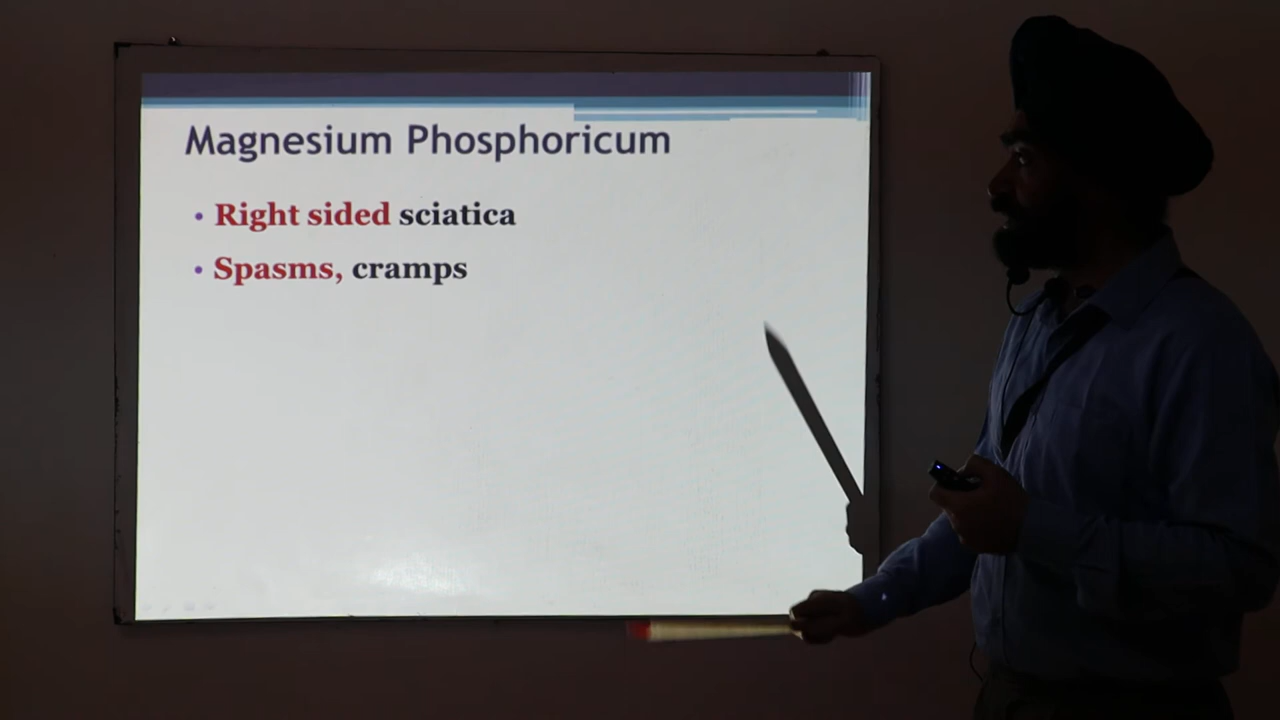 Magnesium Phosphoricum
• Right sided sciatica
• Spasms, cramps